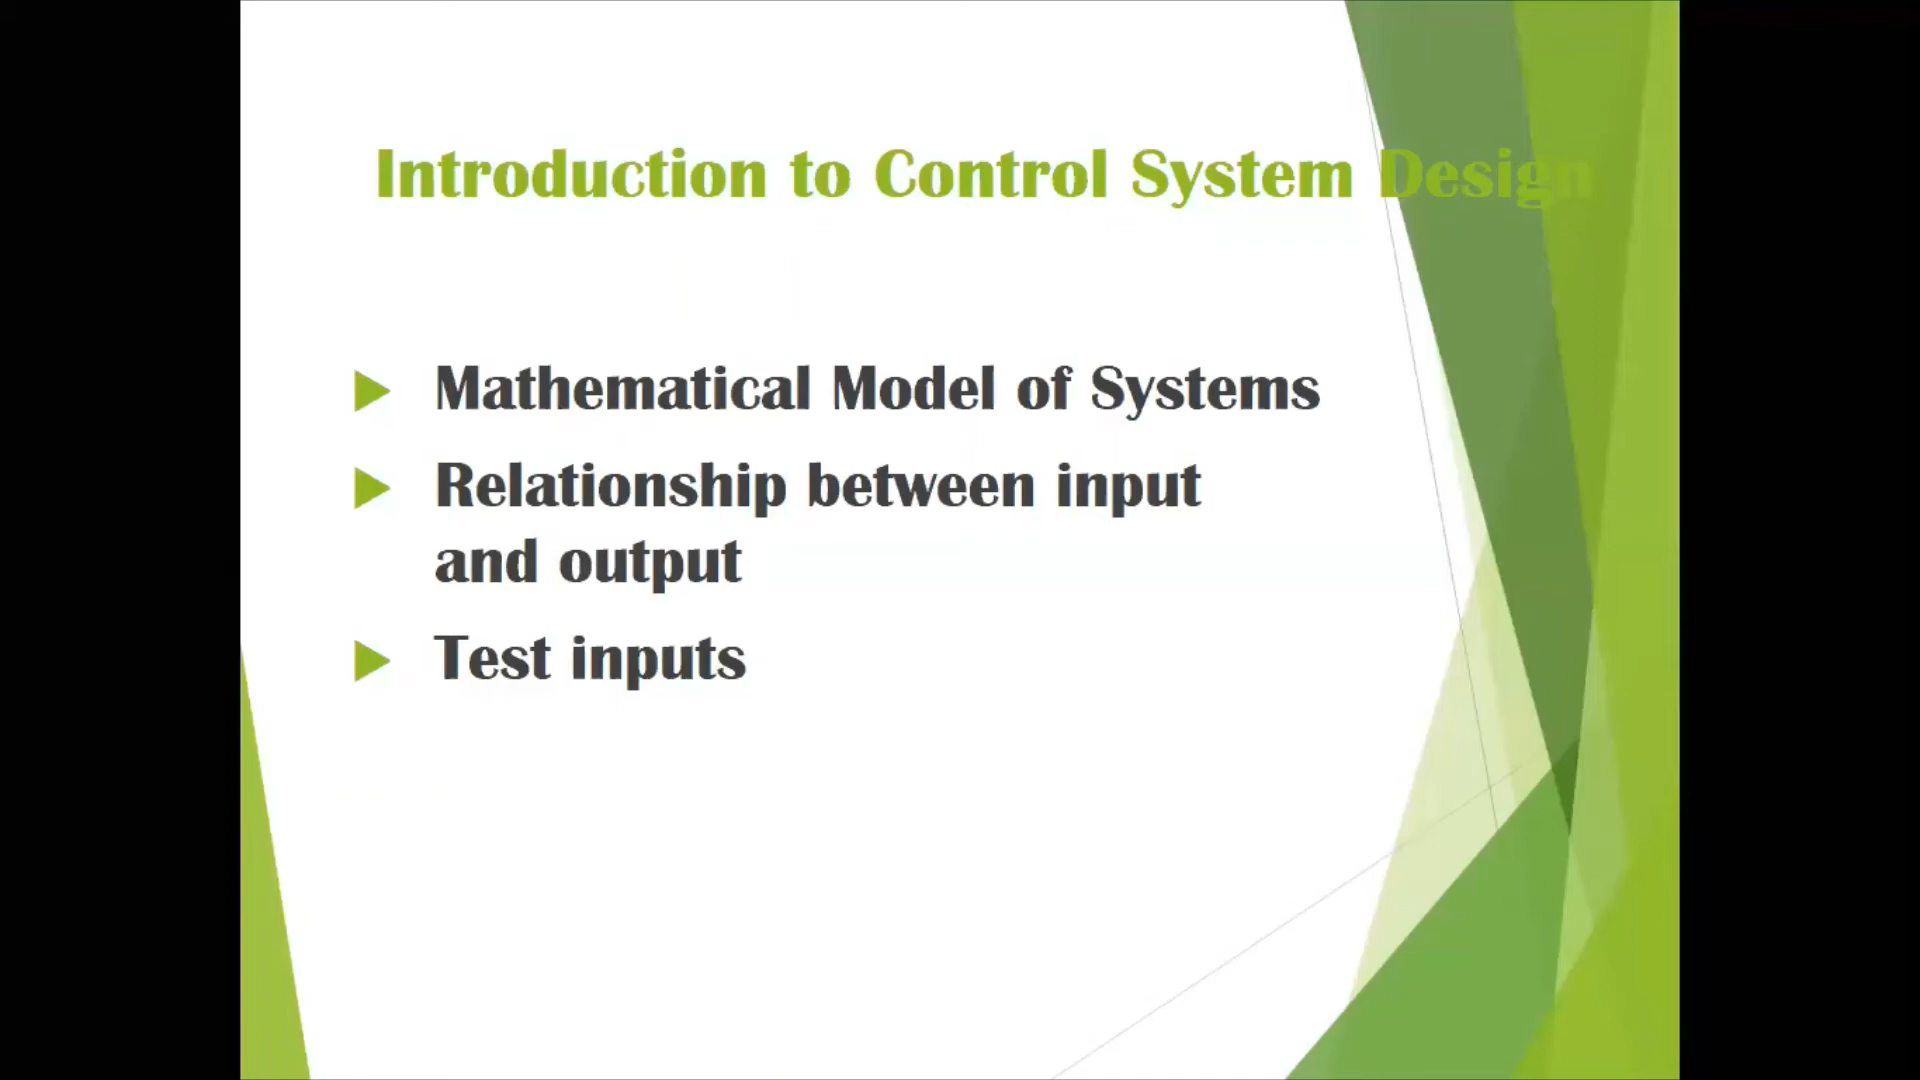 Introduction to Control System Design
Mathematical Model of Systems
Relationship between input
and output
Test inputs